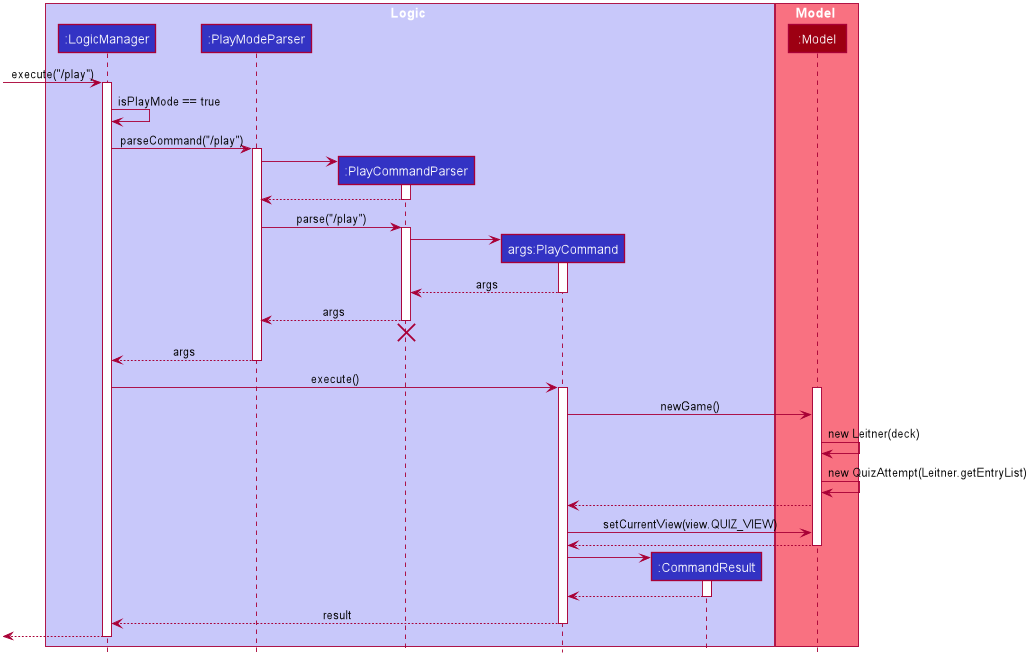 Logic
Model
:LogicManager
:PlayModeParser
:Model
execute("/play")
isPlayMode == true
parseCommand("/play")
:PlayCommandParser
parse("/play")
args:PlayCommand
args
args
args
execute()
newGame()
new Leitner(deck)
new QuizAttempt(Leitner.getEntryList)
setCurrentView(view.QUIZ_VIEW)
:CommandResult
result